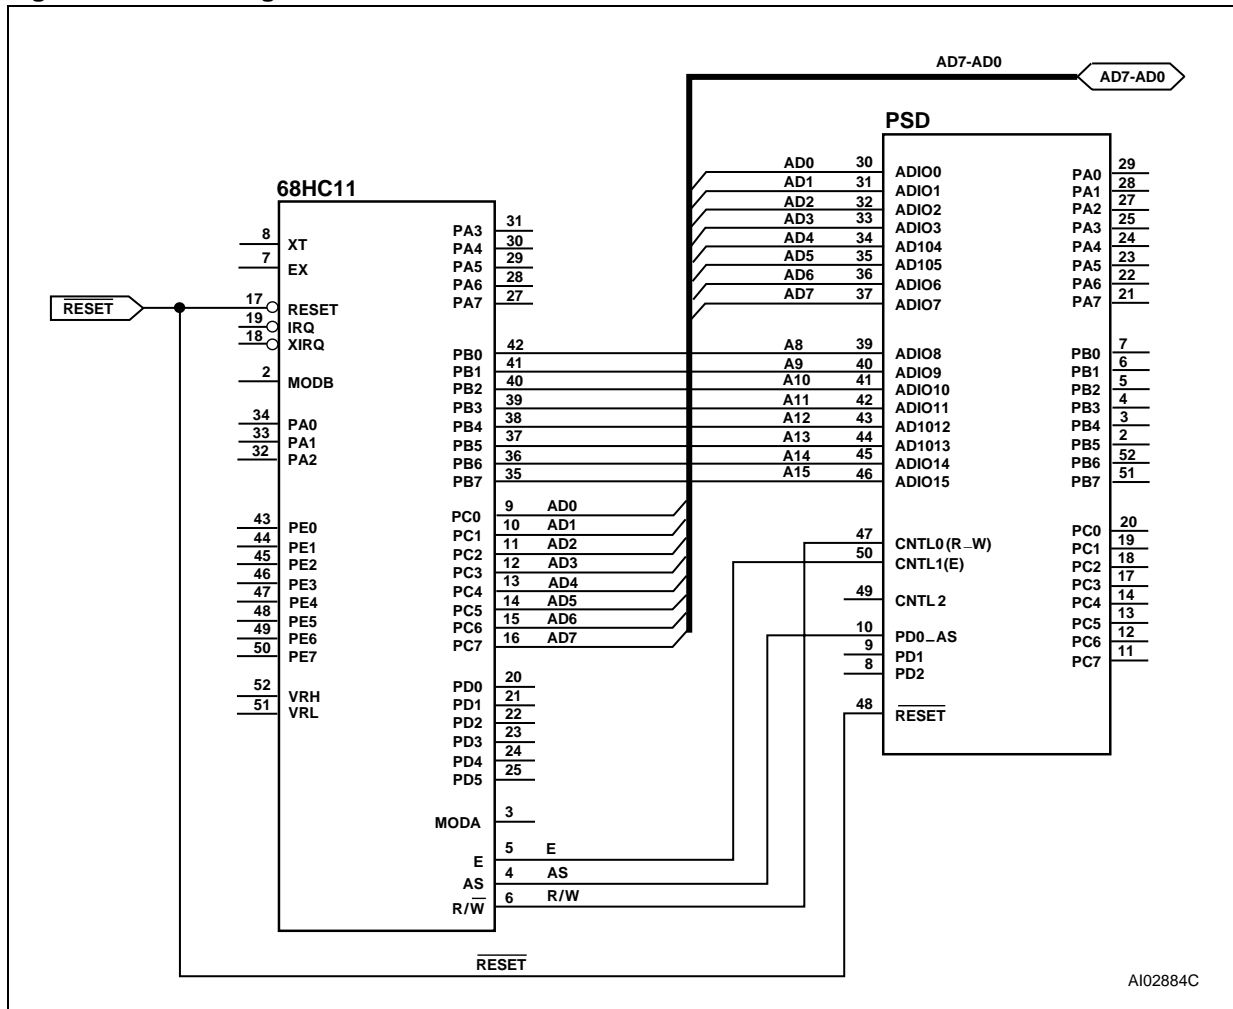 AD7-AD0
AD7-AD0
PSD
68HC11
RESET
8 XT
7 EX
17 RESET
19 IRQ
18 XIRQ
2 MODB
34 PA0
33 PA1
32 PA2
43 PE0
44 PE1
45 PE2
46 PE3
47 PE4
48 PE5
49 PE6
50 PE7
52 VRH
51 VRL
PA3 31
PA4 30
PA5 29
PA6 28
PA7 27
PB0 42
PB1 41
PB2 40
PB3 39
PB4 38
PB5 37
PB6 36
PB7 35
PC0 9 AD0
PC1 10 AD1
PC2 11 AD2
PC3 12 AD3
PC4 13 AD4
PC5 14 AD5
PC6 15 AD6
PC7 16 AD7
PD0 20
PD1 21
PD2 22
PD3 23
PD4 24
PD5 25
MODA 3
E 5 E
AS 4 AS
R/W 6 R/W
RESET
AD0 30 ADIO0
AD1 31 ADIO1
AD2 32 ADIO2
AD3 33 ADIO3
AD4 34 AD104
AD5 35 AD105
AD6 36 ADIO6
AD7 37 ADIO7
A8 39 ADIO8
A9 40 ADIO9
A10 41 ADIO10
A11 42 ADIO11
A12 43 AD1012
A13 44 AD1013
A14 45 ADIO14
A15 46 ADIO15
47 CNTL0(R_W)
50 CNTL1(E)
49 CNTL2
10 PD0_AS
9 PD1
8 PD2
48 RESET
PA0 29
PA1 28
PA2 27
PA3 25
PA4 24
PA5 23
PA6 22
PA7 21
PB0 7
PB1 6
PB2 5
PB3 4
PB4 3
PB5 2
PB6 52
PB7 51
PC0 20
PC1 19
PC2 18
PC3 17
PC4 14
PC5 13
PC6 12
PC7 11
AI02884C